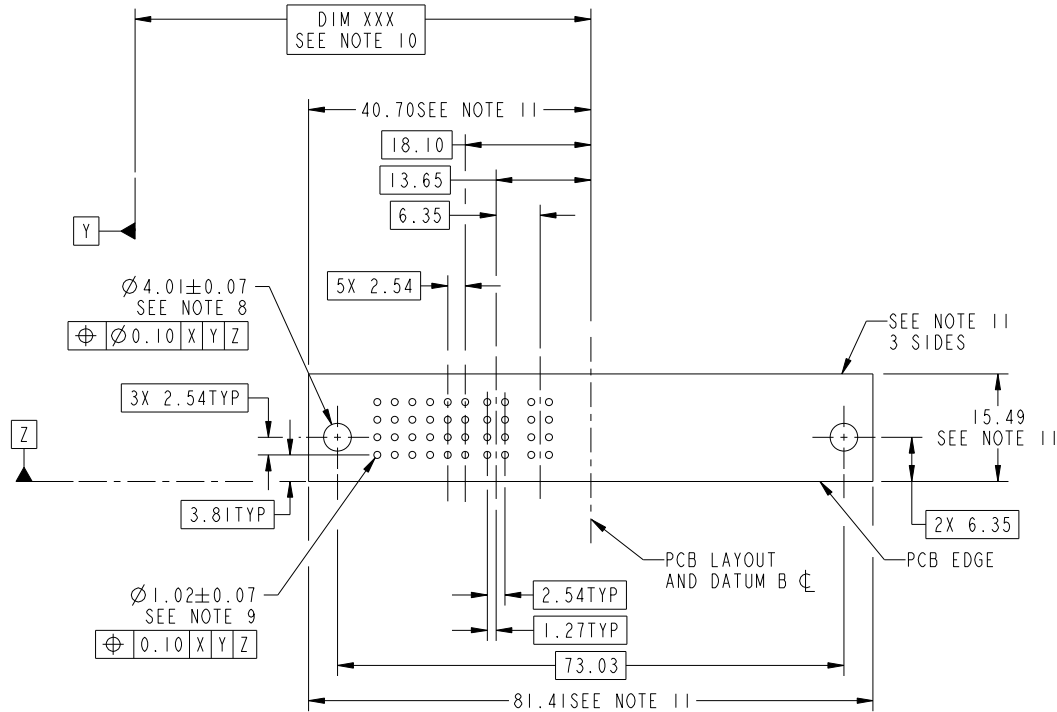 DIM XXX
SEE NOTE 10
40.70SEE NOTE 11
18.10
13.65
6.35
Y
5X 2.54
Ø4.01±0.07
SEE NOTE 8
⌖ Ø0.10 X Y Z
SEE NOTE 11
3 SIDES
3X 2.54TYP
15.49
SEE NOTE 11
Z
3.81TYP
2X 6.35
PCB LAYOUT
AND DATUM B ℄
PCB EDGE
Ø1.02±0.07
SEE NOTE 9
⌖ 0.10 X Y Z
2.54TYP
1.27TYP
73.03
81.41SEE NOTE 11